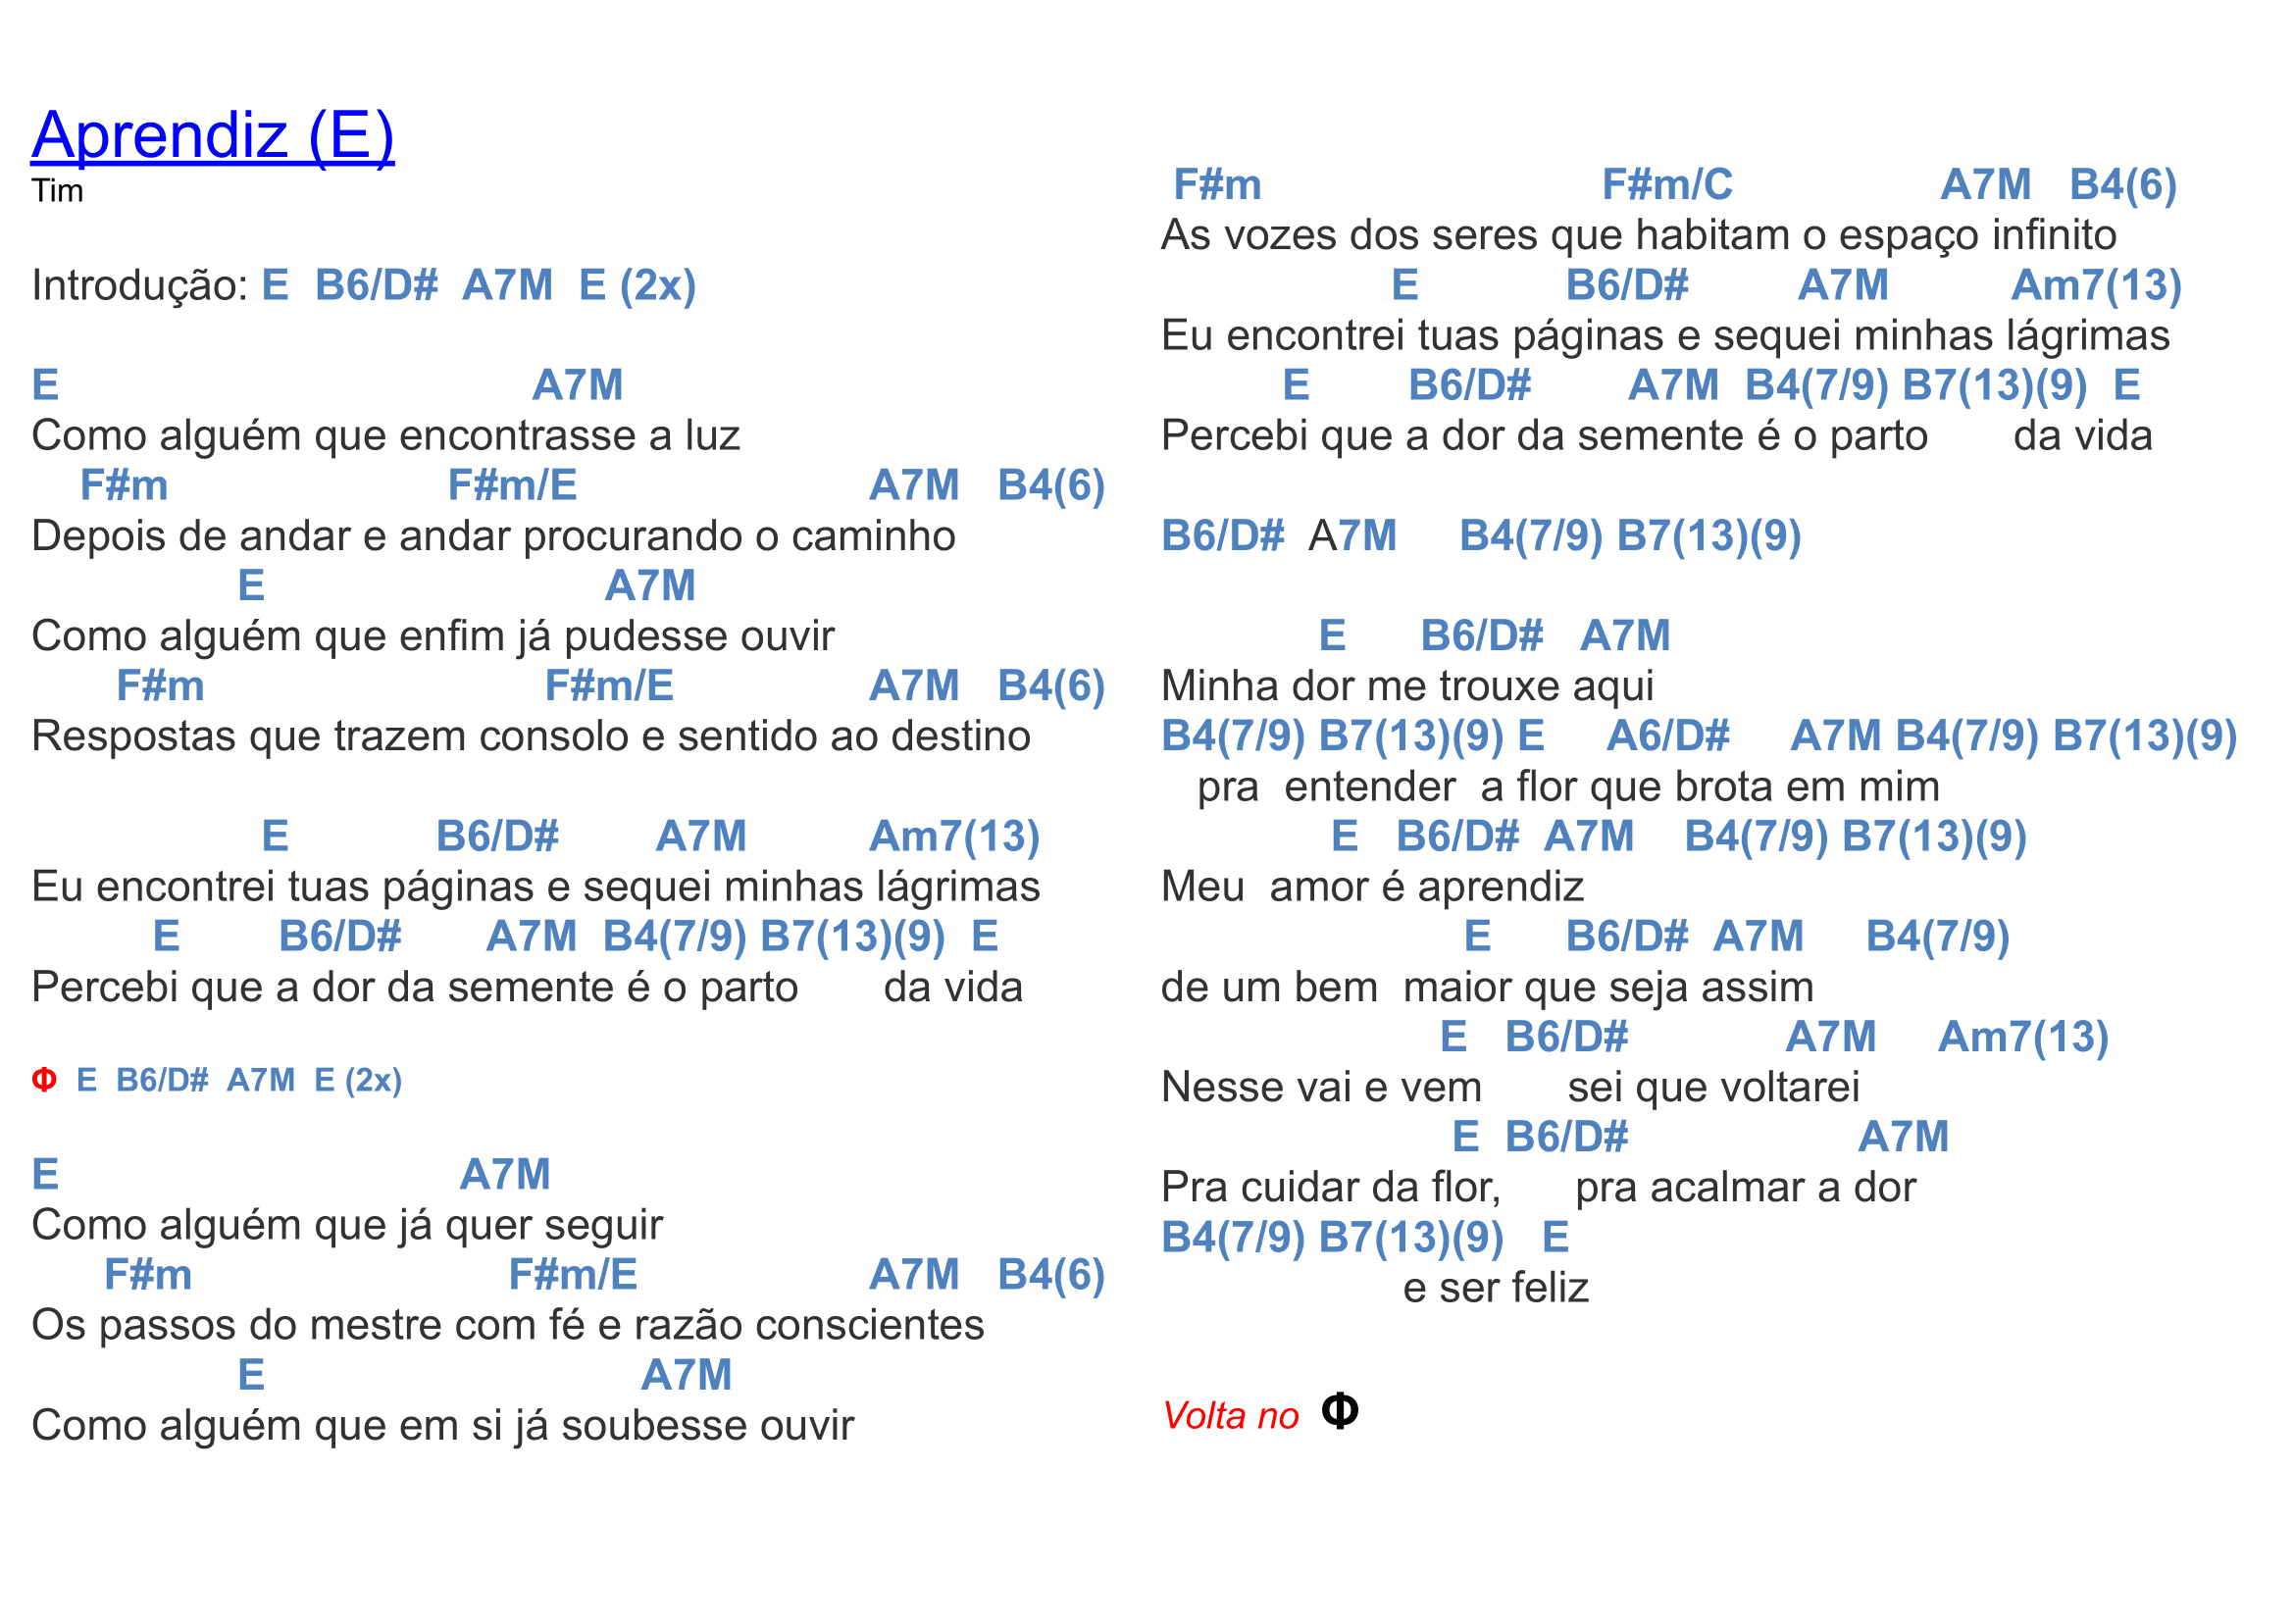 Aprendiz (E)
Tim
Introdução: E B6/D# A7M E (2x)
E A7M
Como alguém que encontrasse a luz
F#m F#m/E A7M B4(6)
Depois de andar e andar procurando o caminho
E A7M
Como alguém que enfim já pudesse ouvir
F#m F#m/E A7M B4(6)
Respostas que trazem consolo e sentido ao destino
E B6/D# A7M Am7(13)
Eu encontrei tuas páginas e sequei minhas lágrimas
E B6/D# A7M B4(7/9) B7(13)(9) E
Percebi que a dor da semente é o parto da vida
Φ E B6/D# A7M E (2x)
E A7M
Como alguém que já quer seguir
F#m F#m/E A7M B4(6)
Os passos do mestre com fé e razão conscientes
E A7M
Como alguém que em si já soubesse ouvir
F#m F#m/C A7M B4(6)
As vozes dos seres que habitam o espaço infinito
E B6/D# A7M Am7(13)
Eu encontrei tuas páginas e sequei minhas lágrimas
E B6/D# A7M B4(7/9) B7(13)(9) E
Percebi que a dor da semente é o parto da vida
B6/D# A7M B4(7/9) B7(13)(9)
E B6/D# A7M
Minha dor me trouxe aqui
B4(7/9) B7(13)(9) E A6/D# A7M B4(7/9) B7(13)(9)
pra entender a flor que brota em mim
E B6/D# A7M B4(7/9) B7(13)(9)
Meu amor é aprendiz
E B6/D# A7M B4(7/9)
de um bem maior que seja assim
E B6/D# A7M Am7(13)
Nesse vai e vem sei que voltarei
E B6/D# A7M
Pra cuidar da flor, pra acalmar a dor
B4(7/9) B7(13)(9) E
e ser feliz
Volta no Φ